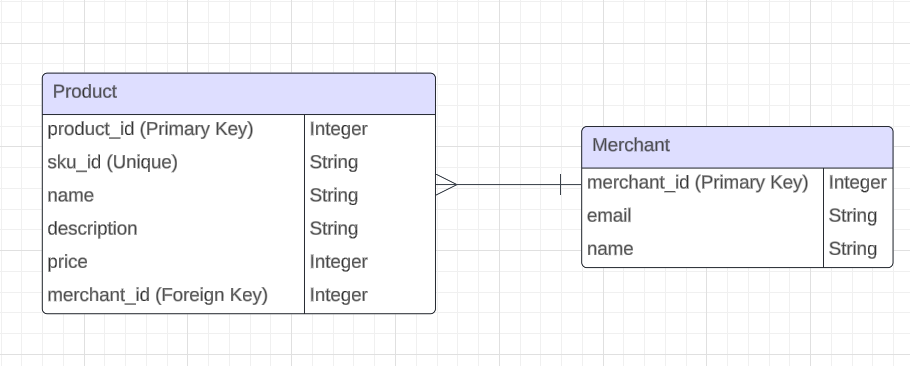 Product
product_id (Primary Key) Integer
sku_id (Unique) String
name String
description String
price Integer
merchant_id (Foreign Key) Integer
Merchant
merchant_id (Primary Key) Integer
email String
name String